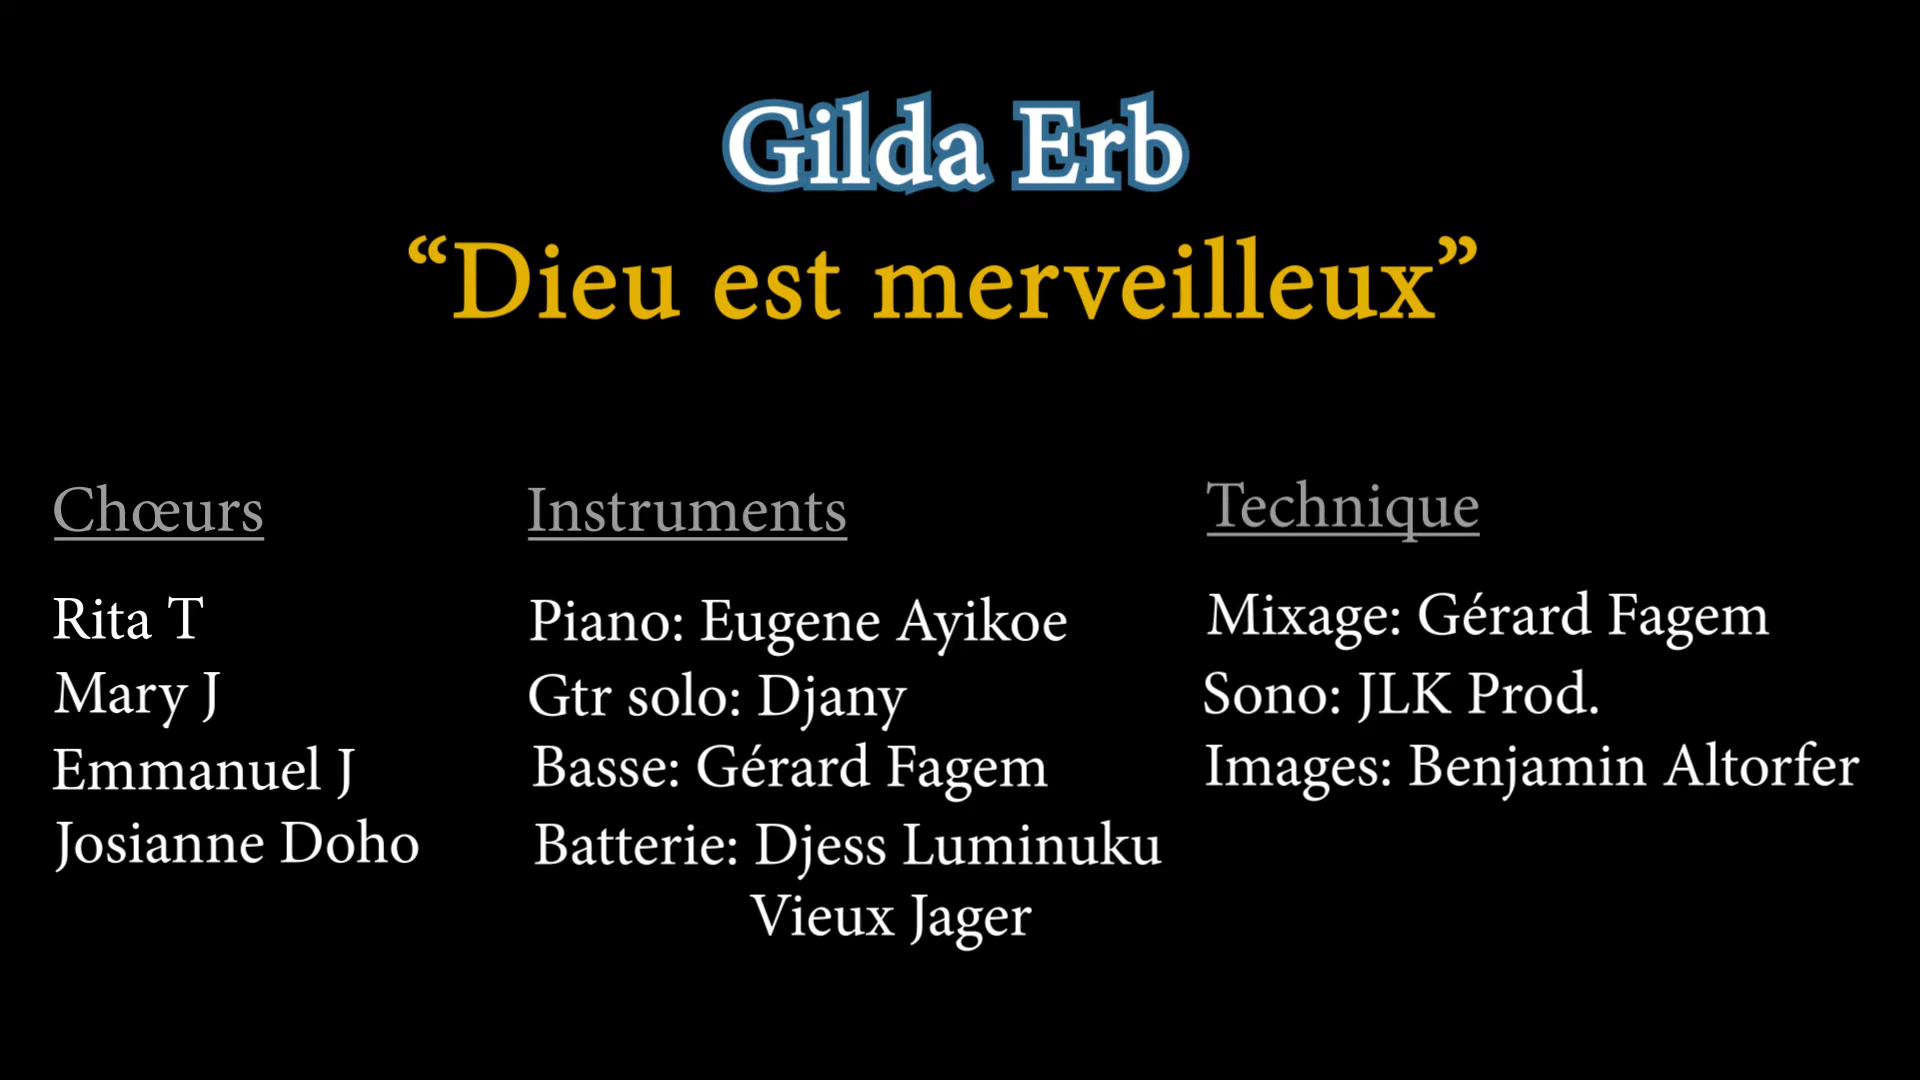 Gilda Erb
“Dieu est merveilleux”
Chœurs
Rita T
Mary J
Emmanuel J
Josianne Doho
Instruments
Piano: Eugene Ayikoe
Gtr solo: Djany
Basse: Gérard Fagem
Batterie: Djess Luminuku
Vieux Jager
Technique
Mixage: Gérard Fagem
Sono: JLK Prod.
Images: Benjamin Altorfer